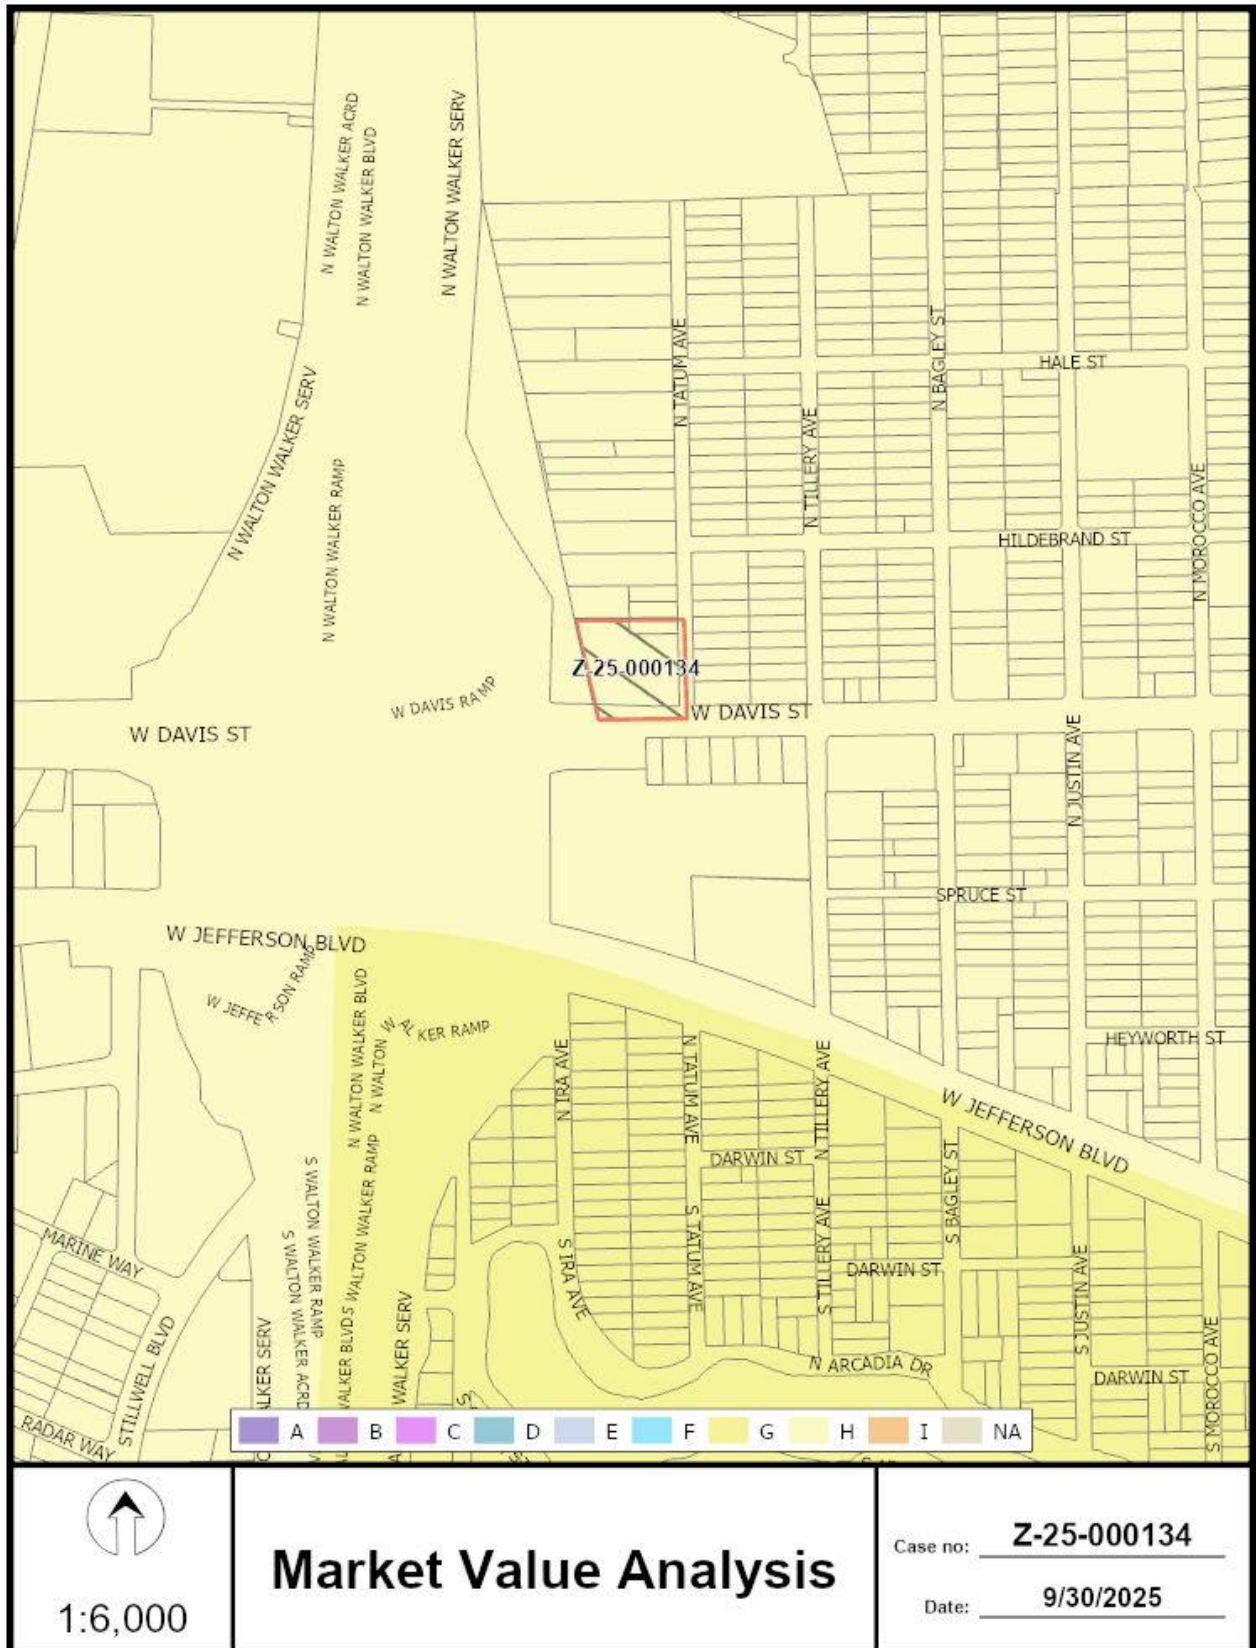 N WALTON WALKER ACRD
N WALTON WALKER BLVD
N WALTON WALKER SERV
N TATUM AVE
N BAGLEY ST
HALE ST
N WALTON WALKER SERV
N TILLERY AVE
N WALTON WALKER RAMP
N MOROCCO AVE
HILDEBRAND ST
Z-25-000134
W DAVIS RAMP
W DAVIS ST
W DAVIS ST
N JUSTIN AVE
SPRUCE ST
W JEFFERSON BLVD
W JEFFERSON RAMP
N WALTON WALKER BLVD
N WALTON WALKER RAMP
N IRA AVE
N TATUM AVE
N TILLERY AVE
HEYWORTH ST
W JEFFERSON BLVD
DARWIN ST
S BAGLEY ST
S WALTON WALKER RAMP
S WALTON WALKER RAMP
S WALTON WALKER ACRD
MARINE WAY
S IRA AVE
S TATUM AVE
S TILLERY AVE
DARWIN ST
S JUSTIN AVE
STILLWELL BLVD
ALKER SERV
ALKER BLVD
WALKER SERV
N ARCADIA DR
DARWIN ST
S MOROCCO AVE
RADAR WAY
A B C D E F G H I NA
1:6,000
Market Value Analysis
Case no: Z-25-000134
Date: 9/30/2025